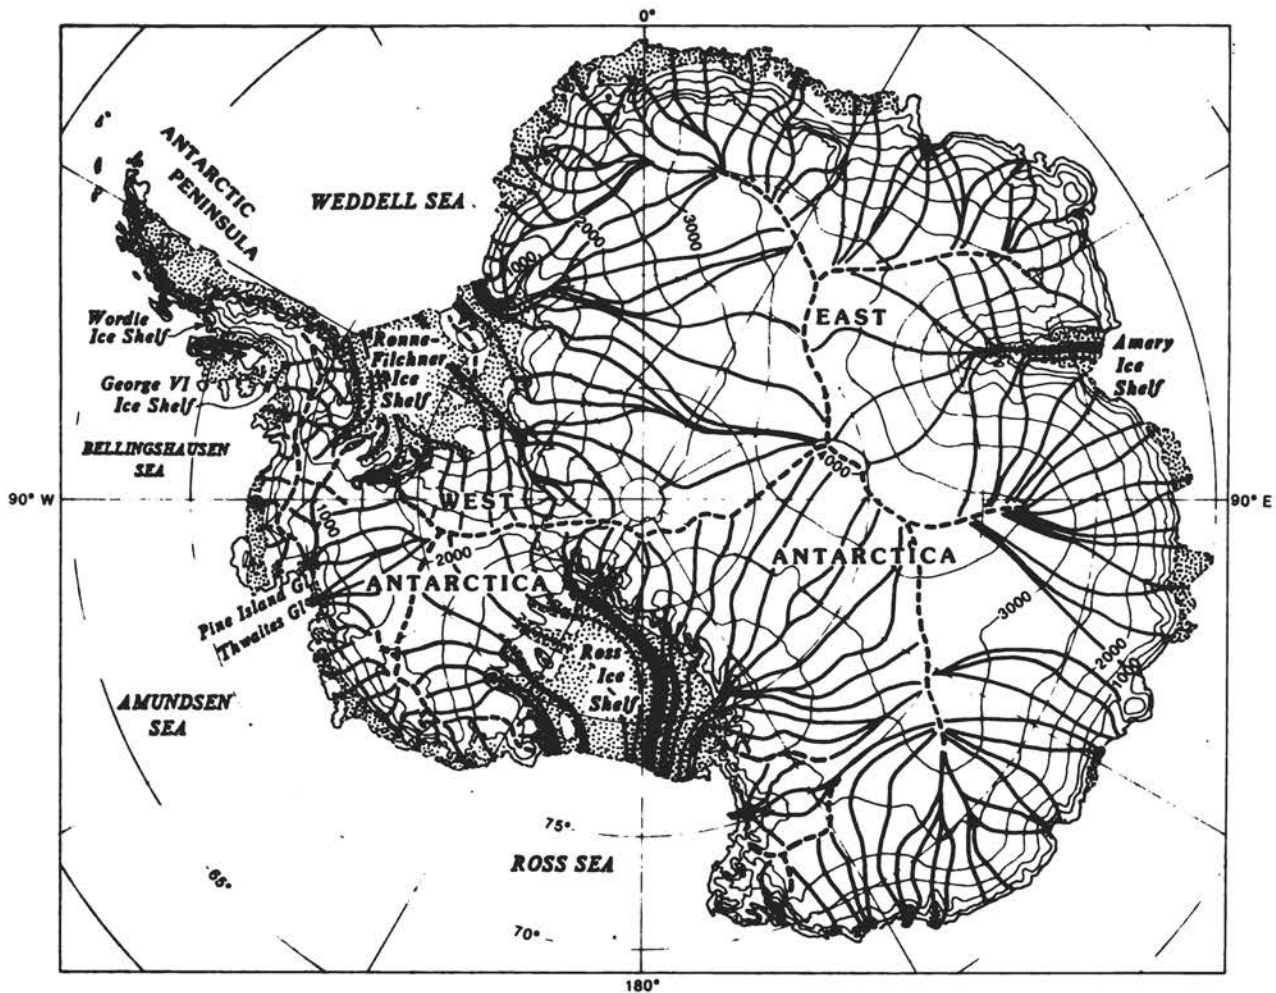 0°
ANTARCTIC
PENINSULA
WEDDELL SEA
2000
3000
1000
EAST
Wordie
Ice Shelf
Ronne-
Filchner
Ice
Shelf
Amery
Ice
Shelf
George VI
Ice Shelf
BELLINGSHAUSEN
SEA
4000
90° W
WEST
90° E
1000
2000
ANTARCTICA
ANTARCTICA
3000
Pine Island Gl
Thwaites Gl
Ross
Ice
Shelf
2000
1000
AMUNDSEN
SEA
75°
ROSS SEA
65°
70°
180°